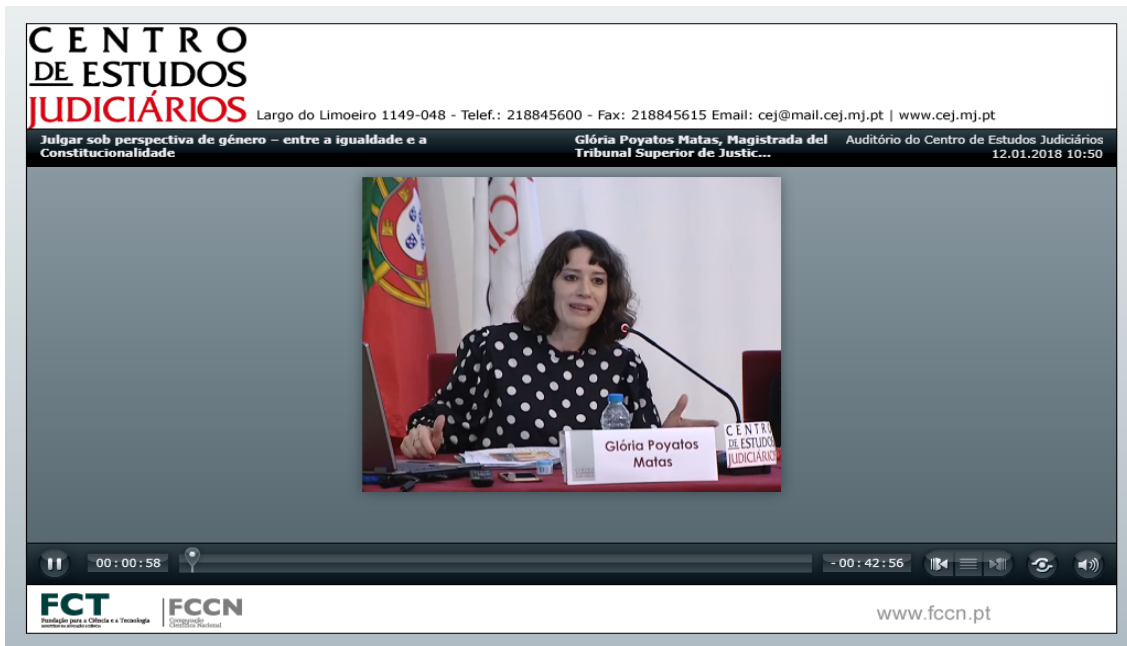 CENTRO
DE ESTUDOS
JUDICIÁRIOS
Largo do Limoeiro 1149-048 - Telef.: 218845600 - Fax: 218845615 Email: cej@mail.cej.mj.pt | www.cej.mj.pt
Julgar sob perspectiva de género – entre a igualdade e a
Constitucionalidade
Glória Poyatos Matas, Magistrada del
Tribunal Superior de Justic...
Auditório do Centro de Estudos Judiciários
12.01.2018 10:50
Glória Poyatos
Matas
CENTRO
DE ESTUDOS
JUDICIÁRIOS
00:00:58
- 00:42:56
FCT
Fundação para a Ciência e a Tecnologia
FCCN
Computação
Científica Nacional
www.fccn.pt